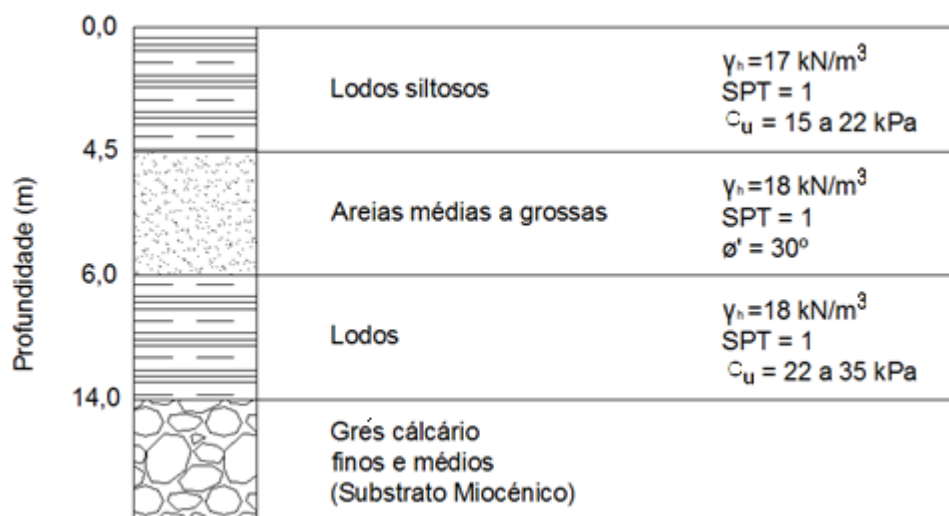 0,0
Lodos siltosos
γₕ=17 kN/m³
SPT = 1
Cu = 15 a 22 kPa
4,5
Areias médias a grossas
γₕ=18 kN/m³
SPT = 1
ø' = 30º
6,0
Lodos
γₕ=18 kN/m³
SPT = 1
Cu = 22 a 35 kPa
14,0
Grés cálcário
finos e médios
(Substrato Miocénico)
Profundidade (m)